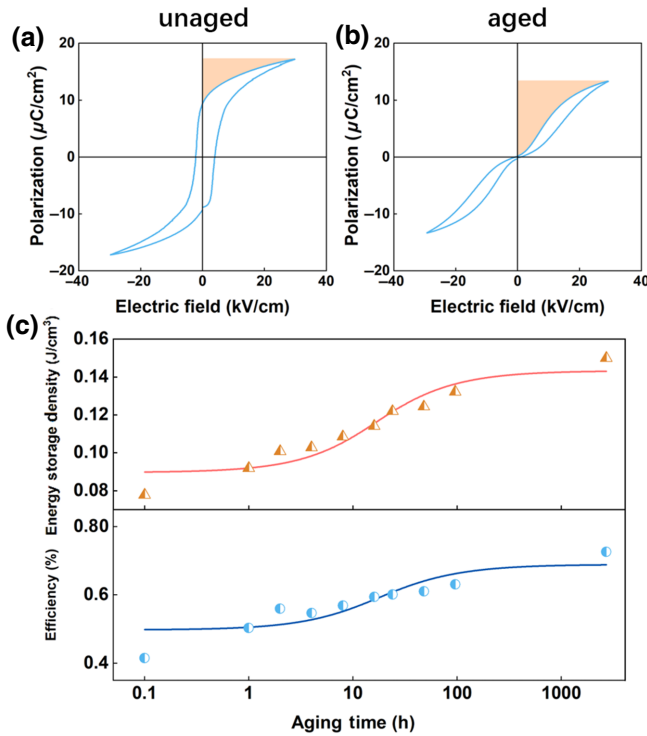 (a) unaged
(b) aged
Polarization (μC/cm²)
20
10
0
–10
–20
–40 –20 0 20 40
Electric field (kV/cm)
Polarization (μC/cm²)
20
10
0
–10
–20
–40 –20 0 20 40
Electric field (kV/cm)
(c)
Energy storage density (J/cm³)
0.16
0.14
0.12
0.10
0.08
Efficiency (%)
0.80
0.6
0.4
0.1 1 10 100 1000
Aging time (h)